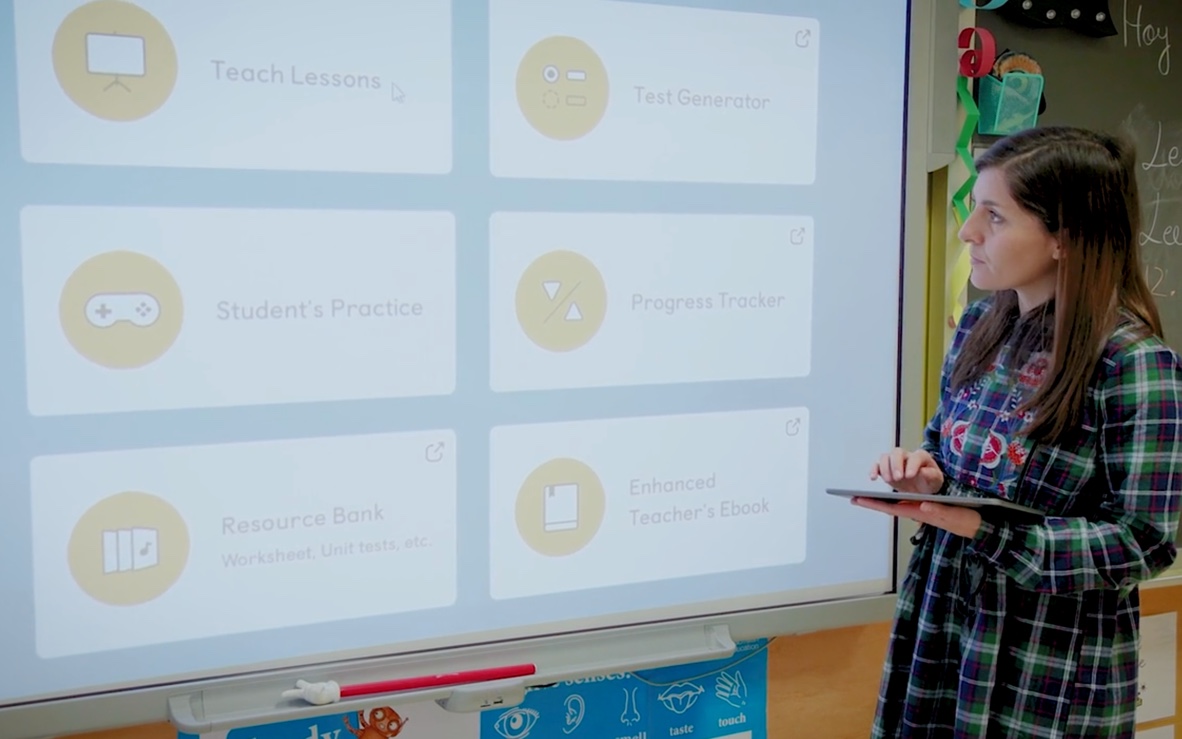 Teach Lessons
Test Generator
Student's Practice
Progress Tracker
Resource Bank
Worksheet, Unit tests, etc.
Enhanced
Teacher's Ebook
Hoy
senses.
taste
touch